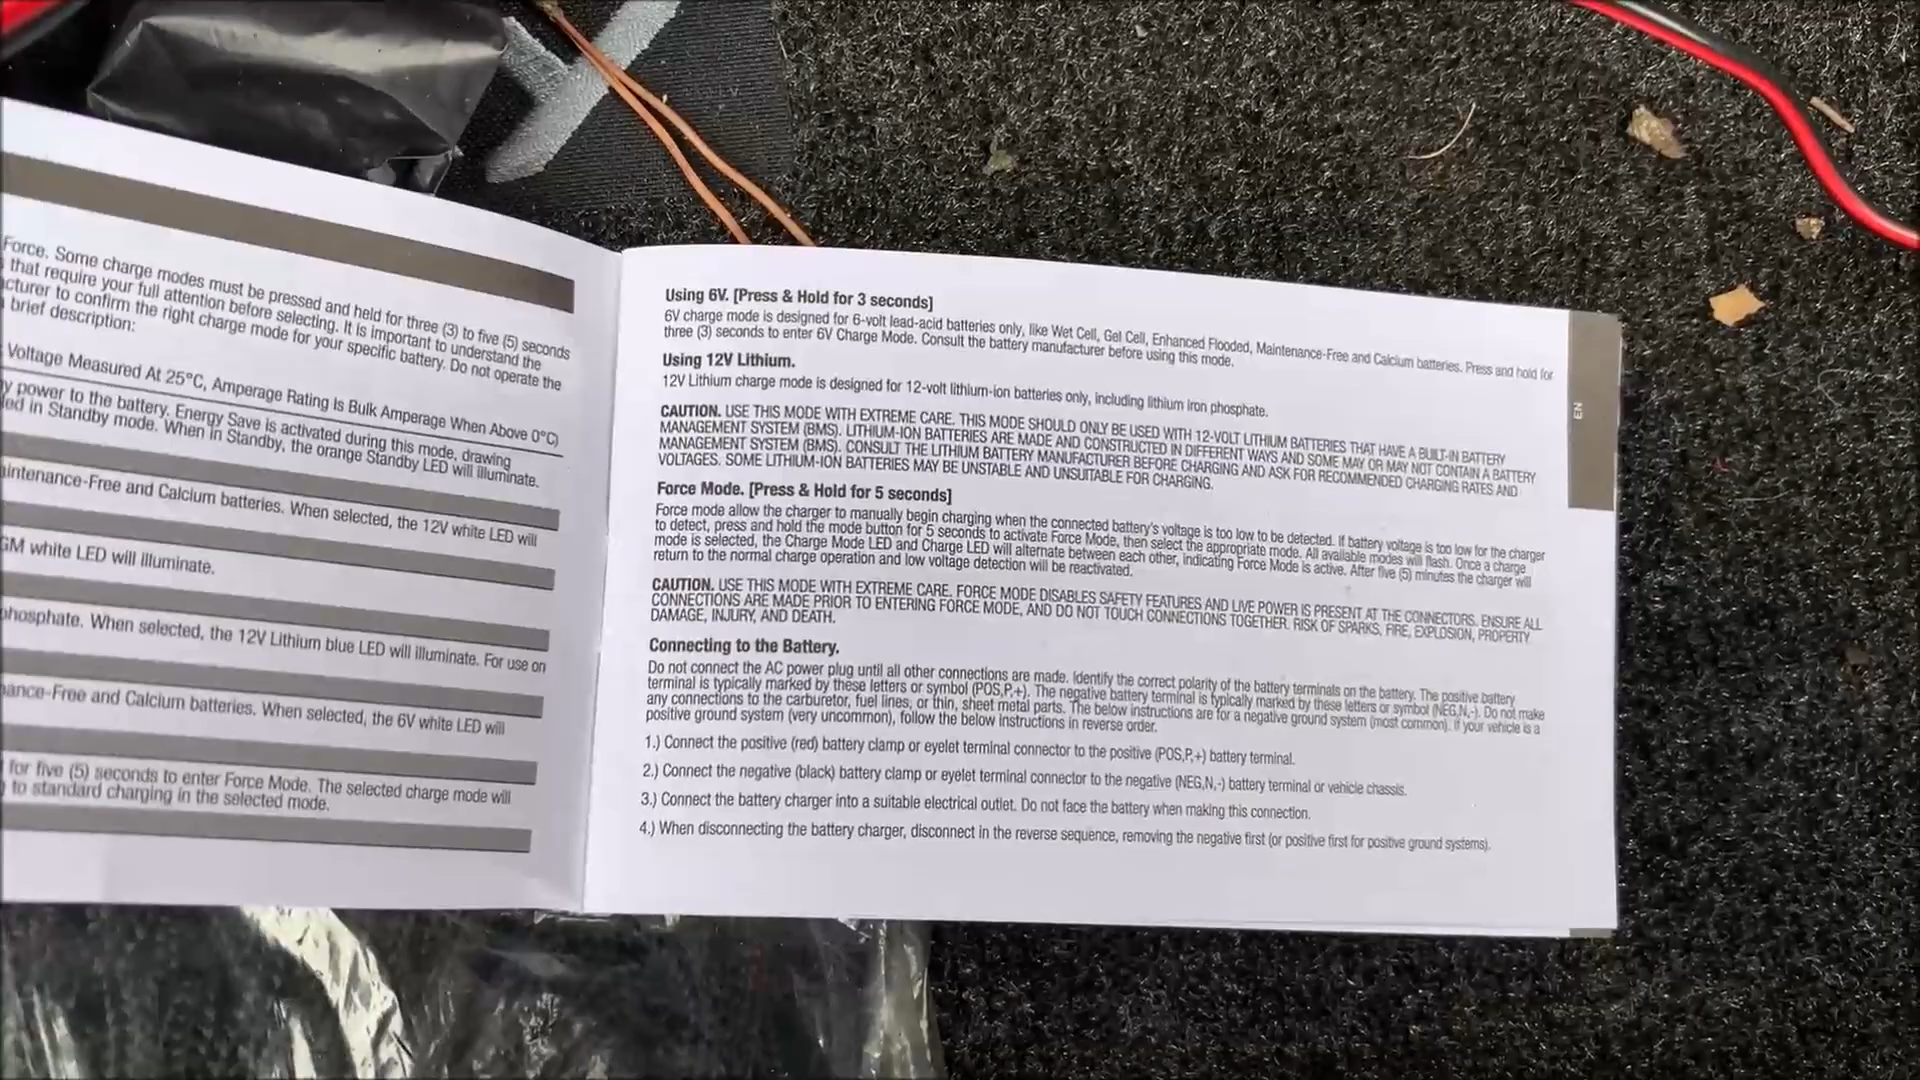 Force. Some charge modes must be pressed and held for three (3) to five (5) seconds
that require your full attention before selecting. It is important to understand the
cturer to confirm the right charge mode for your specific battery. Do not operate the
brief description:
Voltage Measured At 25°C, Amperage Rating Is Bulk Amperage When Above 0°C)
power to the battery. Energy Save is activated during this mode, drawing
led in Standby mode. When in Standby, the orange Standby LED will illuminate.
intenance-Free and Calcium batteries. When selected, the 12V white LED will
GM white LED will illuminate.
phosphate. When selected, the 12V Lithium blue LED will illuminate. For use on
ance-Free and Calcium batteries. When selected, the 6V white LED will
for five (5) seconds to enter Force Mode. The selected charge mode will
to standard charging in the selected mode.
Using 6V. [Press & Hold for 3 seconds]
6V charge mode is designed for 6-volt lead-acid batteries only, like Wet Cell, Gel Cell, Enhanced Flooded, Maintenance-Free and Calcium batteries. Press and hold for
three (3) seconds to enter 6V Charge Mode. Consult the battery manufacturer before using this mode.
Using 12V Lithium.
12V Lithium charge mode is designed for 12-volt lithium-ion batteries only, including lithium iron phosphate.
CAUTION. USE THIS MODE WITH EXTREME CARE. THIS MODE SHOULD ONLY BE USED WITH 12-VOLT LITHIUM BATTERIES THAT HAVE A BUILT-IN BATTERY
MANAGEMENT SYSTEM (BMS). LITHIUM-ION BATTERIES ARE MADE AND CONSTRUCTED IN DIFFERENT WAYS AND SOME MAY OR MAY NOT CONTAIN A BATTERY
MANAGEMENT SYSTEM (BMS). CONSULT THE LITHIUM BATTERY MANUFACTURER BEFORE CHARGING AND ASK FOR RECOMMENDED CHARGING RATES AND
VOLTAGES. SOME LITHIUM-ION BATTERIES MAY BE UNSTABLE AND UNSUITABLE FOR CHARGING.
Force Mode. [Press & Hold for 5 seconds]
Force mode allow the charger to manually begin charging when the connected battery's voltage is too low to be detected. If battery voltage is too low for the charger
to detect, press and hold the mode button for 5 seconds to activate Force Mode, then select the appropriate mode. All available modes will flash. Once a charge
mode is selected, the Charge Mode LED and Charge LED will alternate between each other, indicating Force Mode is active. After five (5) minutes the charger will
return to the normal charge operation and low voltage detection will be reactivated.
CAUTION. USE THIS MODE WITH EXTREME CARE. FORCE MODE DISABLES SAFETY FEATURES AND LIVE POWER IS PRESENT AT THE CONNECTORS. ENSURE ALL
CONNECTIONS ARE MADE PRIOR TO ENTERING FORCE MODE, AND DO NOT TOUCH CONNECTIONS TOGETHER. RISK OF SPARKS, FIRE, EXPLOSION, PROPERTY
DAMAGE, INJURY, AND DEATH.
Connecting to the Battery.
Do not connect the AC power plug until all other connections are made. Identify the correct polarity of the battery terminals on the battery. The positive battery
terminal is typically marked by these letters or symbol (POS,P,+). The negative battery terminal is typically marked by these letters or symbol (NEG,N,-). Do not make
any connections to the carburetor, fuel lines, or thin, sheet metal parts. The below instructions are for a negative ground system (most common). If your vehicle is a
positive ground system (very uncommon), follow the below instructions in reverse order.
1.) Connect the positive (red) battery clamp or eyelet terminal connector to the positive (POS,P,+) battery terminal.
2.) Connect the negative (black) battery clamp or eyelet terminal connector to the negative (NEG,N,-) battery terminal or vehicle chassis.
3.) Connect the battery charger into a suitable electrical outlet. Do not face the battery when making this connection.
4.) When disconnecting the battery charger, disconnect in the reverse sequence, removing the negative first (or positive first for positive ground systems).
EN